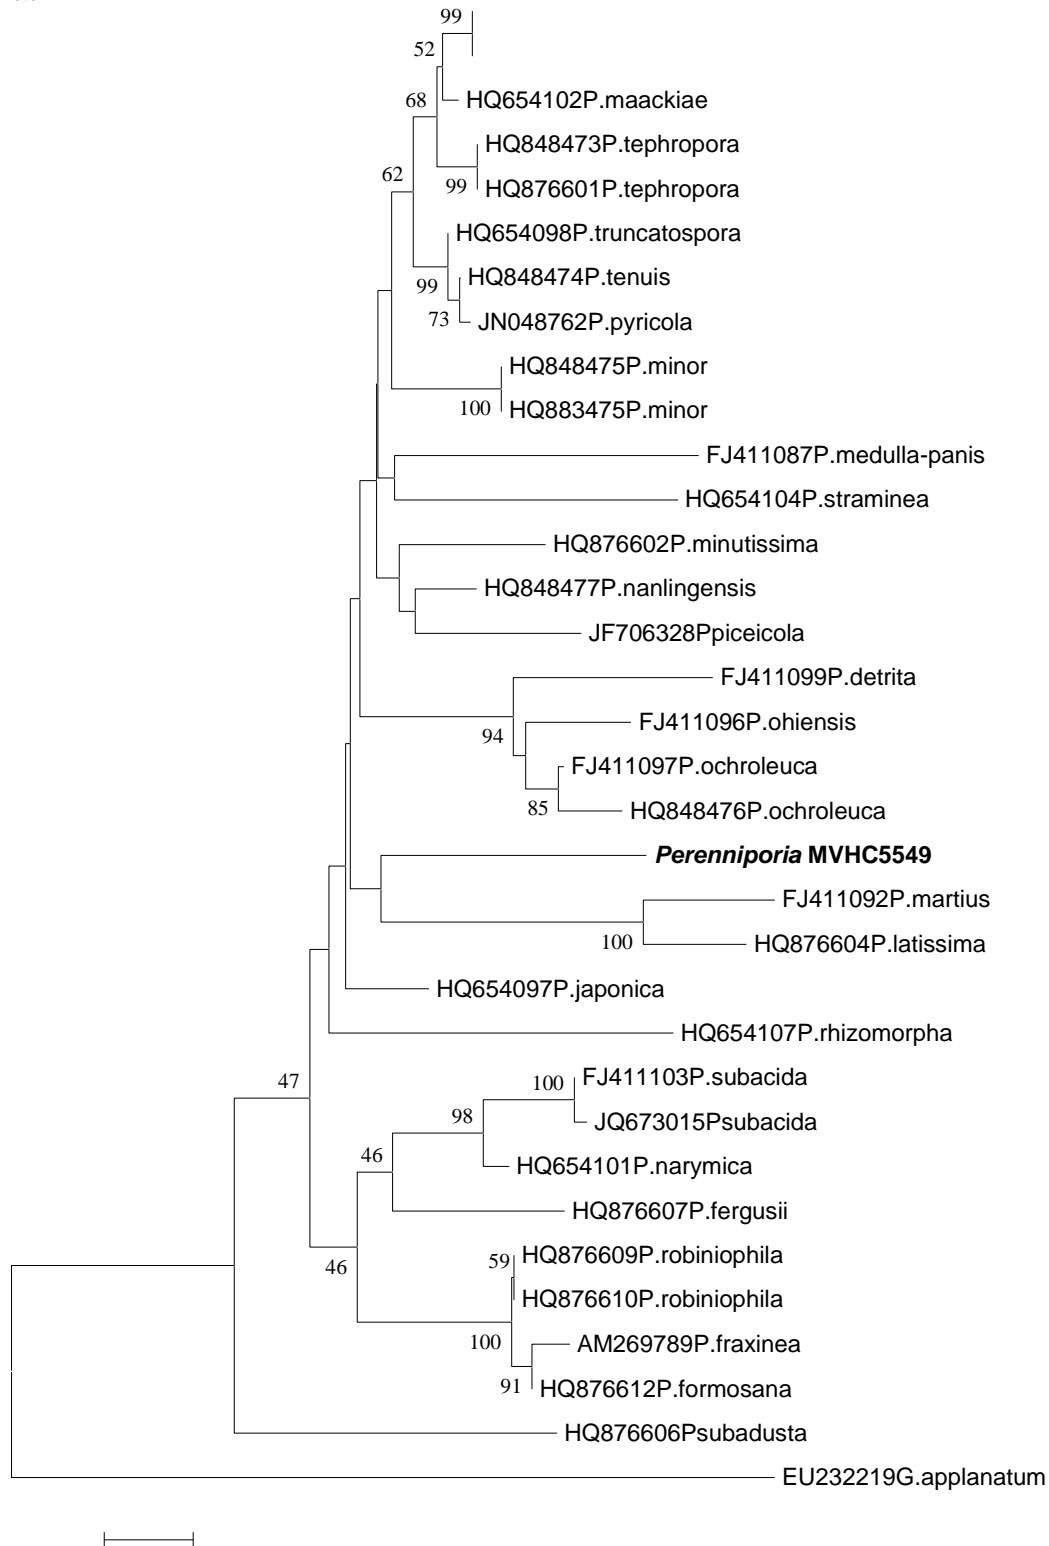 99
52
HQ654102P.maackiae
68
HQ848473P.tephropora
62
99 HQ876601P.tephropora
HQ654098P.truncatospora
HQ848474P.tenuis
99
73 JN048762P.pyricola
HQ848475P.minor
100 HQ883475P.minor
FJ411087P.medulla-panis
HQ654104P.straminea
HQ876602P.minutissima
HQ848477P.nanlingensis
JF706328Ppiceicola
FJ411099P.detrita
FJ411096P.ohiensis
94
FJ411097P.ochroleuca
85 HQ848476P.ochroleuca
Perenniporia MVHC5549
FJ411092P.martius
100 HQ876604P.latissima
HQ654097P.japonica
HQ654107P.rhizomorpha
47
100 FJ411103P.subacida
98 JQ673015Psubacida
46
HQ654101P.narymica
HQ876607P.fergusii
59 HQ876609P.robiniophila
46
HQ876610P.robiniophila
100 AM269789P.fraxinea
91 HQ876612P.formosana
HQ876606Psubadusta
EU232219G.applanatum